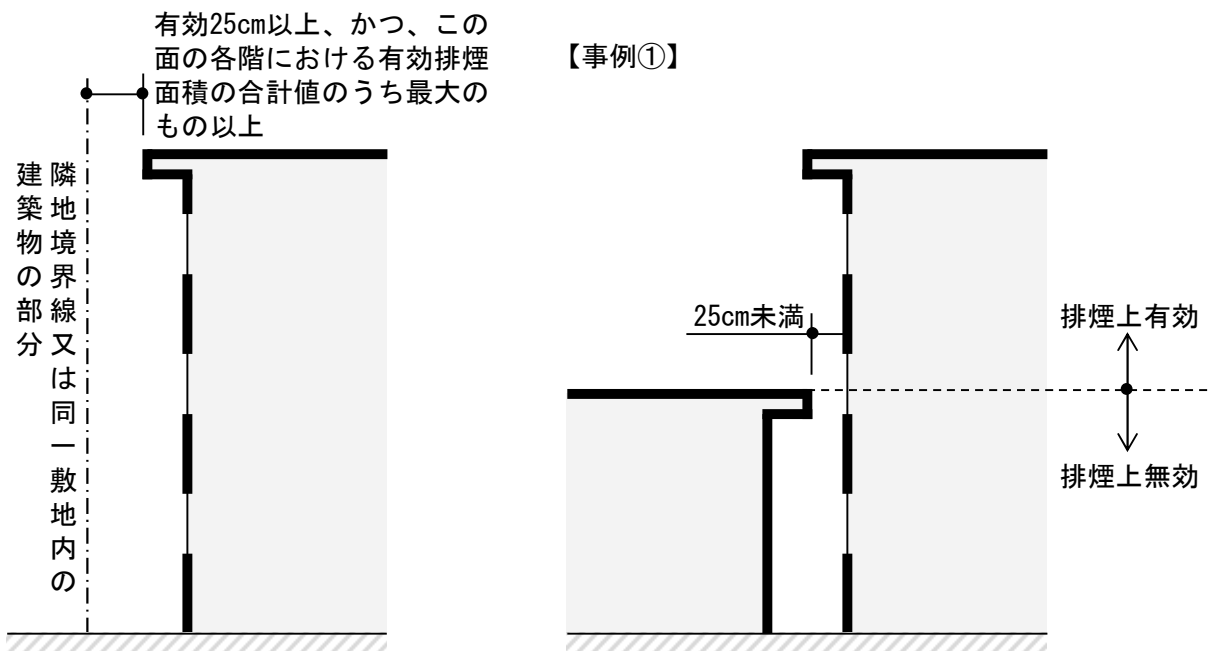 有効25cm以上、かつ、この
面の各階における有効排煙
面積の合計値のうち最大の
もの以上
隣地境界線又は同一敷地内の
建築物の部分
【事例①】
25cm未満
排煙上有効
排煙上無効